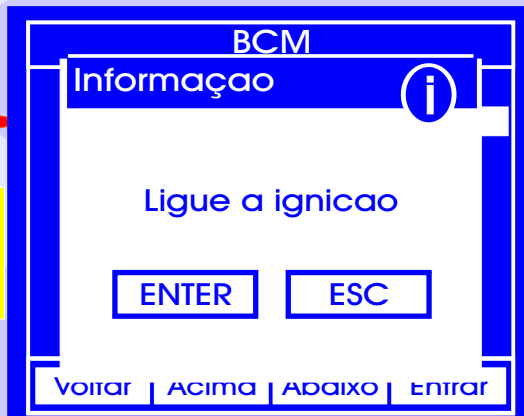 BCM
Informaçao
Ligue a ignicao
ENTER ESC
Voltar Acima Abaixo Entrar